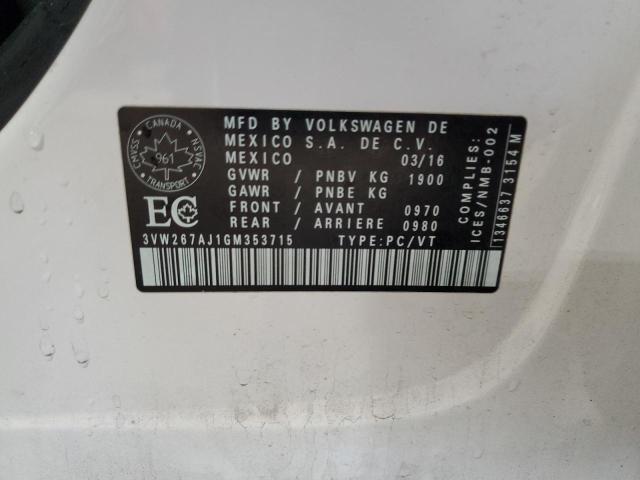 CANADA
CMVSS
NSVAC
961
TRANSPORT
EC
MFD BY VOLKSWAGEN DE
MEXICO S.A. DE C.V.
MEXICO 03/16
GVWR / PNBV KG 1900
GAWR / PNBE KG
FRONT / AVANT 0970
REAR / ARRIERE 0980
3VW267AJ1GM353715 TYPE:PC/VT
COMPLIES:
ICES/NMB-002
1346637 3154 M